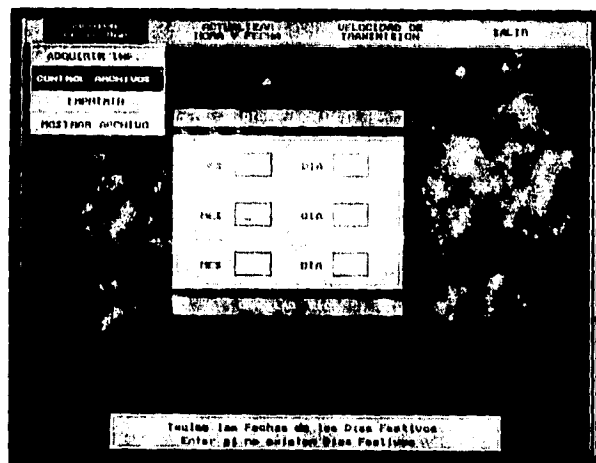 ACTUALIZAR
HORA Y FECHA
VELOCIDAD DE
TRANSMISION
SALIR
ADQUIRIR INF.
CONTROL ARCHIVOS
IMPRIMIR
MOSTRAR ARCHIVO
MES DIA
MES DIA
MES DIA
Teclee las Fechas de los Dias Festivos
Enter si no existen Dias Festivos